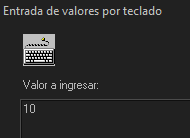 Entrada de valores por teclado
Valor a ingresar:
10